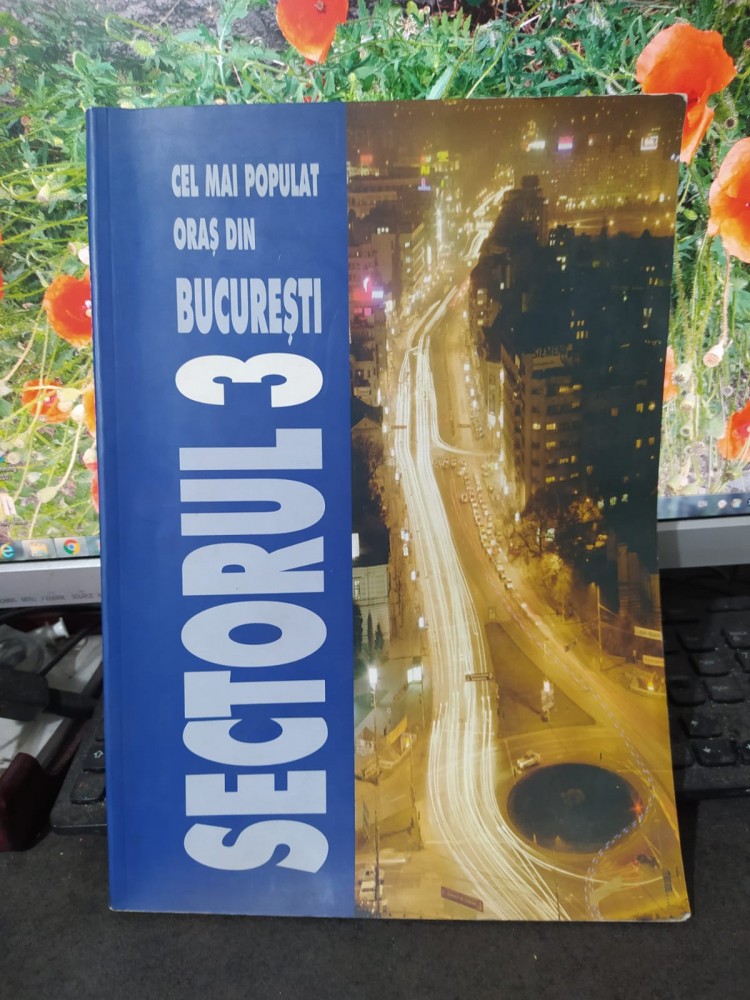 CEL MAI POPULAT
ORAȘ DIN
BUCUREȘTI
SECTORUL 3